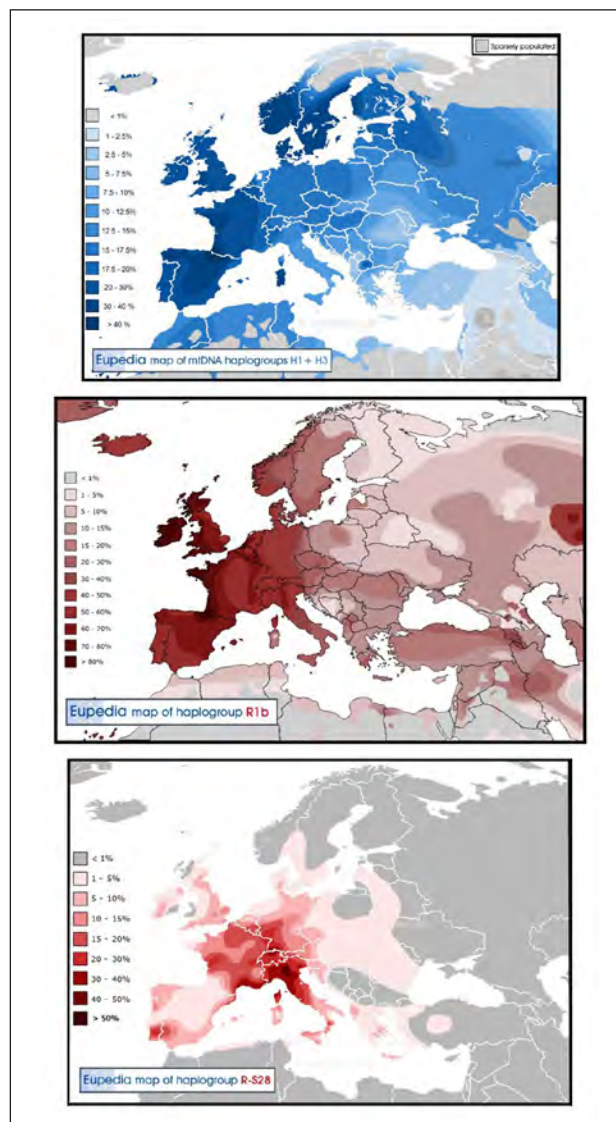 Sparsely populated
< 1%
1 - 2.5%
2.5 - 5%
5 - 7.5%
7.5 - 10%
10 - 12.5%
12.5 - 15%
15 - 17.5%
17.5 - 20%
20 - 30%
30 - 40 %
> 40 %
Eupedia map of mtDNA haplogroups H1 + H3
< 1%
1 - 5%
5 - 10%
10 - 15%
15 - 20%
20 - 30%
30 - 40%
40 - 50%
50 - 60%
60 - 70%
70 - 80%
> 80%
Eupedia map of haplogroup R1b
< 1%
1 - 5%
5 - 10%
10 - 15%
15 - 20%
20 - 30%
30 - 40%
40 - 50%
> 50%
Eupedia map of haplogroup R-S28